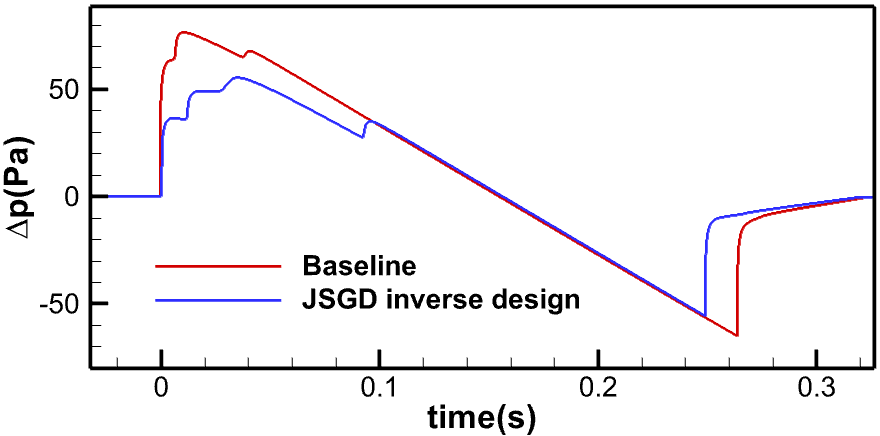 Δp(Pa)
50
0
-50
Baseline
JSGD inverse design
0
0.1
0.2
0.3
time(s)